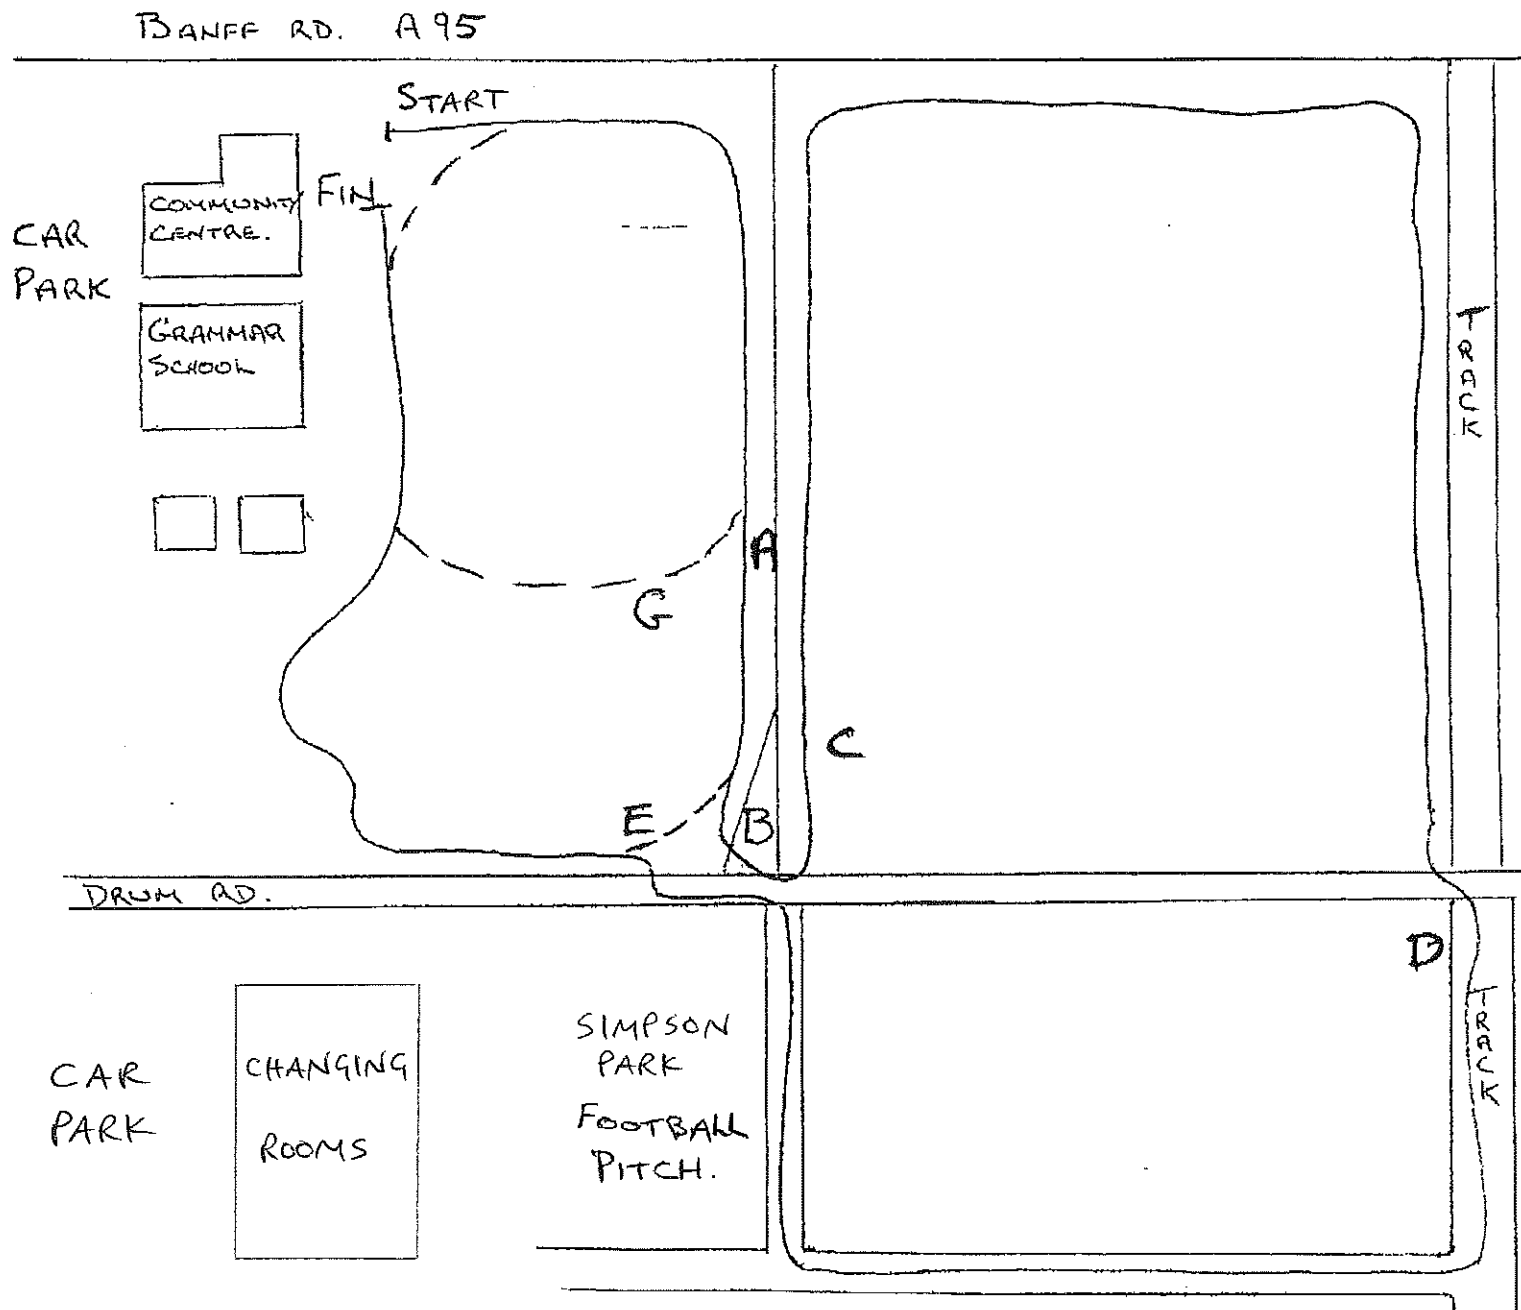 BANFF RD. A95
START
FIN
COMMUNITY
CENTRE.
CAR
PARK
GRAMMAR
SCHOOL
TRACK
A
G
C
E
B
DRUM RD.
D
TRACK
SIMPSON
PARK
FOOTBALL
PITCH.
CHANGING
ROOMS
CAR
PARK